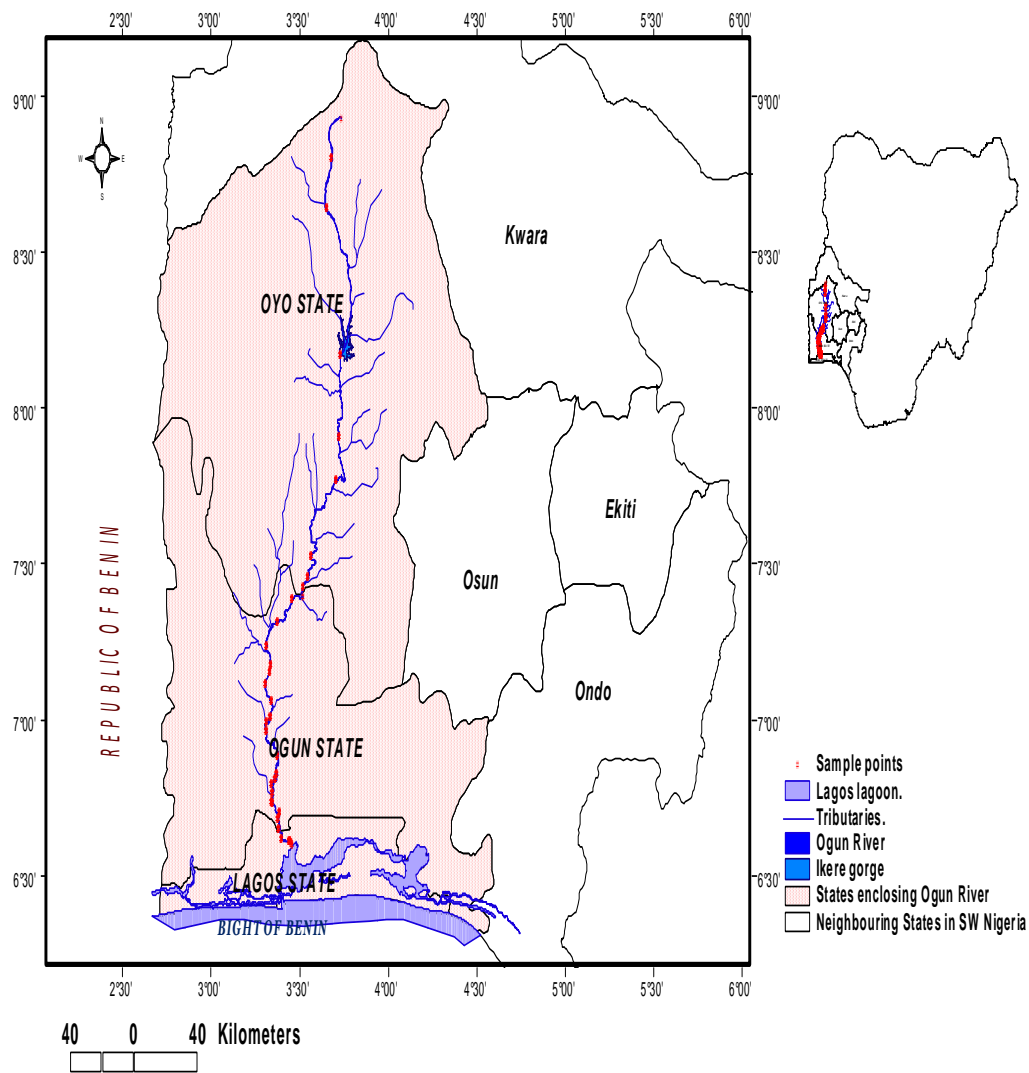 2°30' 3°00' 3°30' 4°00' 4°30' 5°00' 5°30' 6°00'
9°00' 9°00'
N
W E
S
Kwara
8°30' 8°30'
OYO STATE
8°00' 8°00'
Ekiti
REPUBLIC OF BENIN
7°30' 7°30'
Osun
Ondo
7°00' 7°00'
OGUN STATE
Sample points
Lagos lagoon.
Tributaries.
Ogun River
Ikere gorge
States enclosing Ogun River
Neighbouring States in SW Nigeria
6°30' 6°30'
LAGOS STATE
BIGHT OF BENIN
2°30' 3°00' 3°30' 4°00' 4°30' 5°00' 5°30' 6°00'
40 0 40 Kilometers